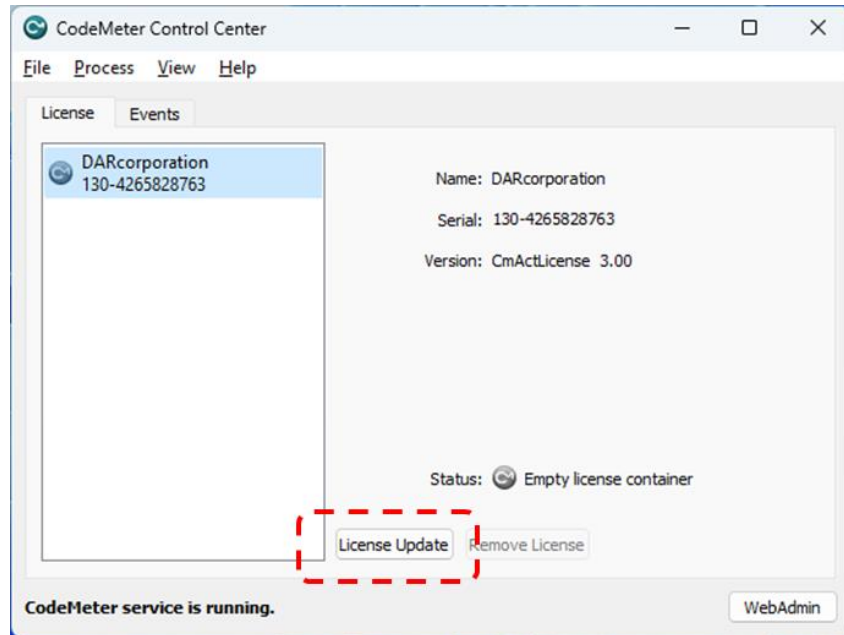 CodeMeter Control Center
File Process View Help
License Events
DARcorporation
130-4265828763
Name: DARcorporation
Serial: 130-4265828763
Version: CmActLicense 3.00
Status: Empty license container
License Update Remove License
CodeMeter service is running. WebAdmin